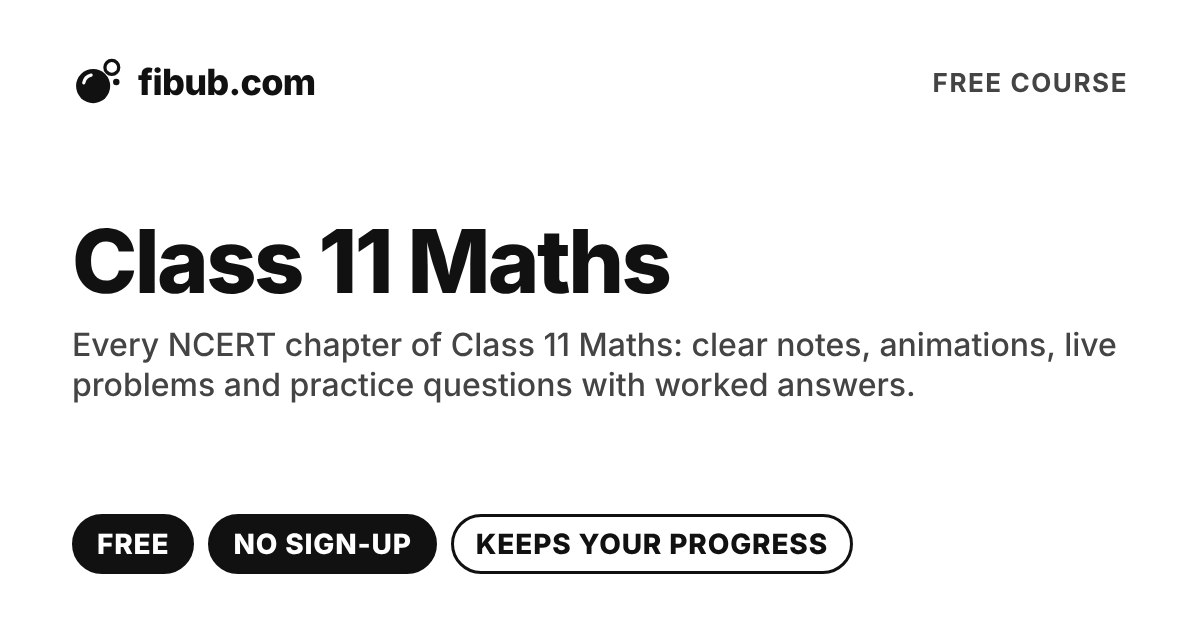 fibub.com
FREE COURSE
Class 11 Maths
Every NCERT chapter of Class 11 Maths: clear notes, animations, live
problems and practice questions with worked answers.
FREE
NO SIGN-UP
KEEPS YOUR PROGRESS